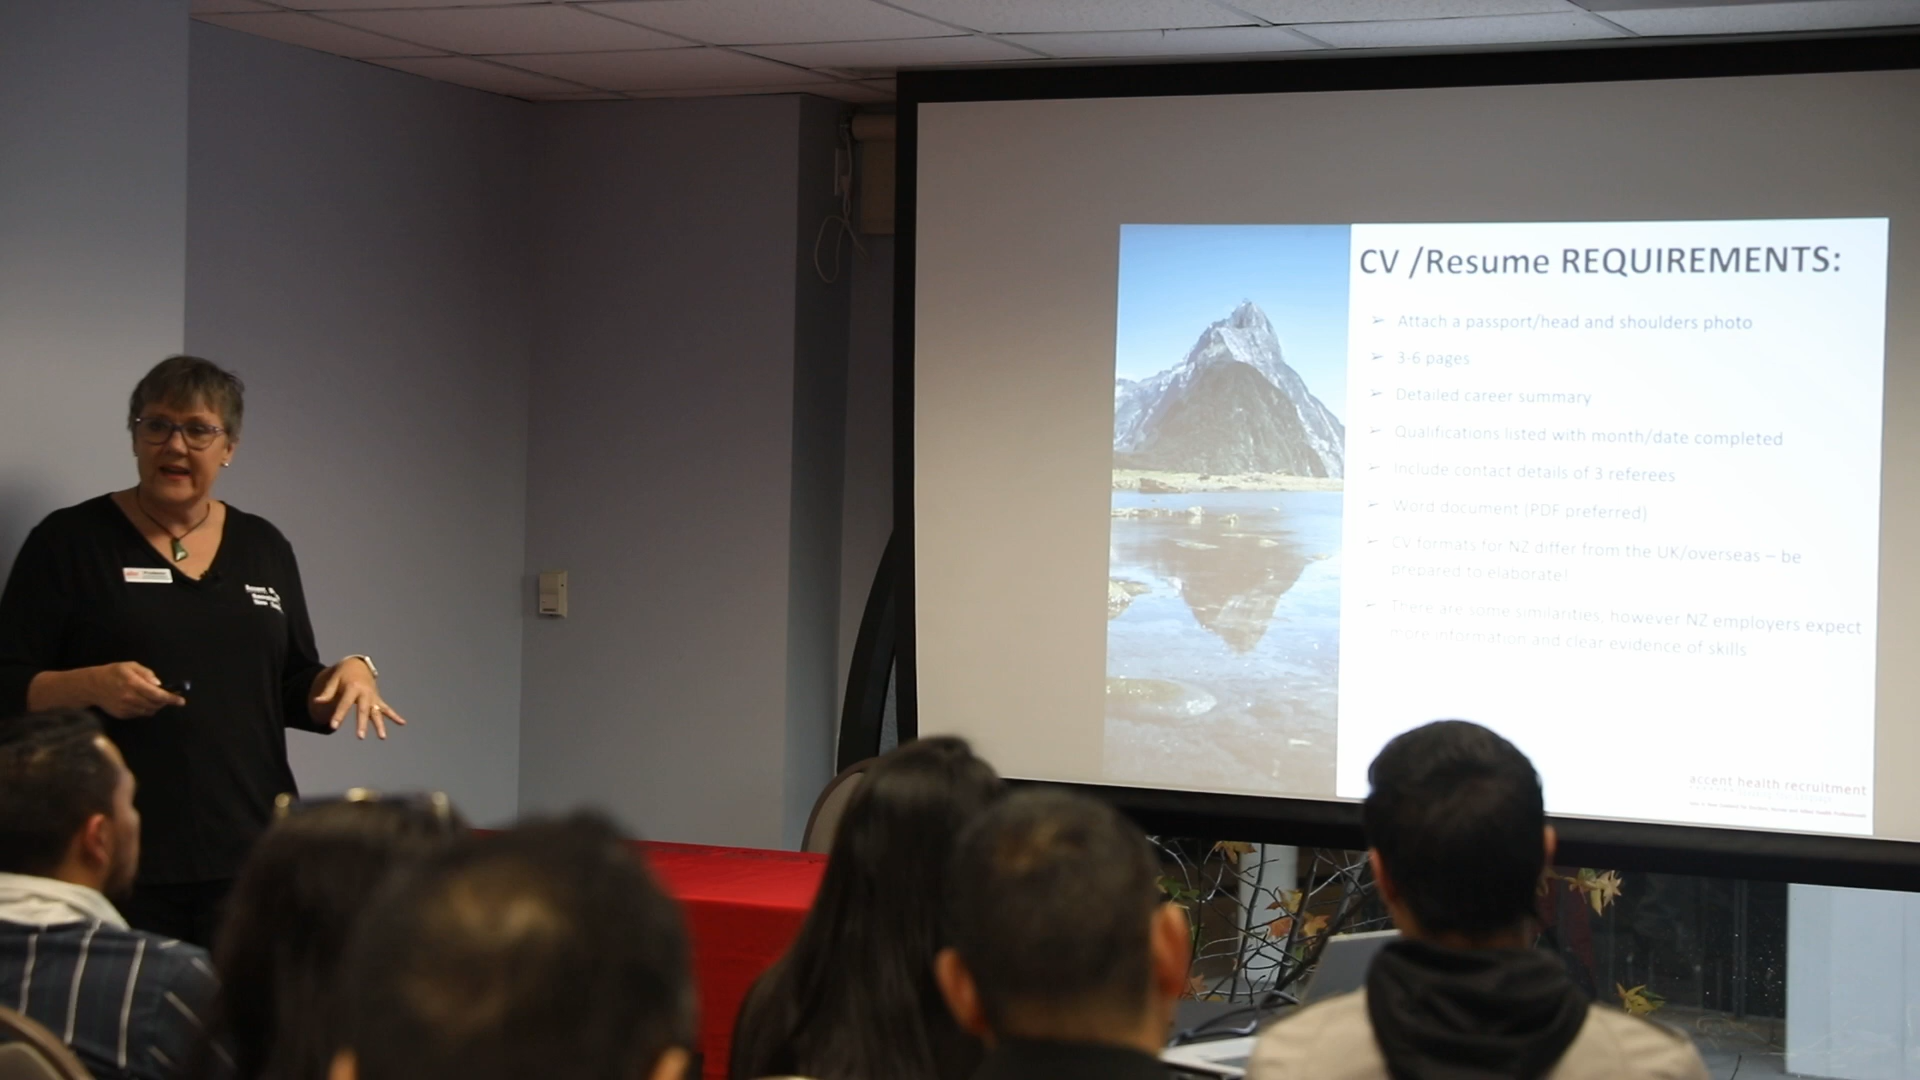 CV /Resume REQUIREMENTS:
Attach a passport/head and shoulders photo
3-6 pages
Detailed career summary
Qualifications listed with month/date completed
Include contact details of 3 referees
Word document (PDF preferred)
CV formats for NZ differ from the UK/overseas – be
prepared to elaborate!
There are some similarities, however NZ employers expect
more information and clear evidence of skills
accent health recruitment